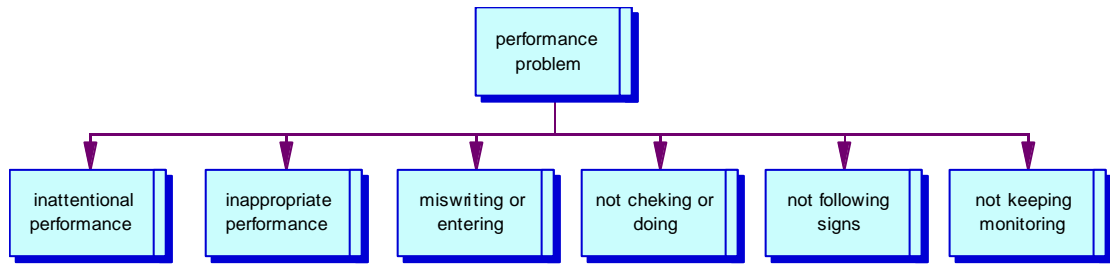 performance
problem
inattentional
performance
inappropriate
performance
miswriting or
entering
not cheking or
doing
not following
signs
not keeping
monitoring